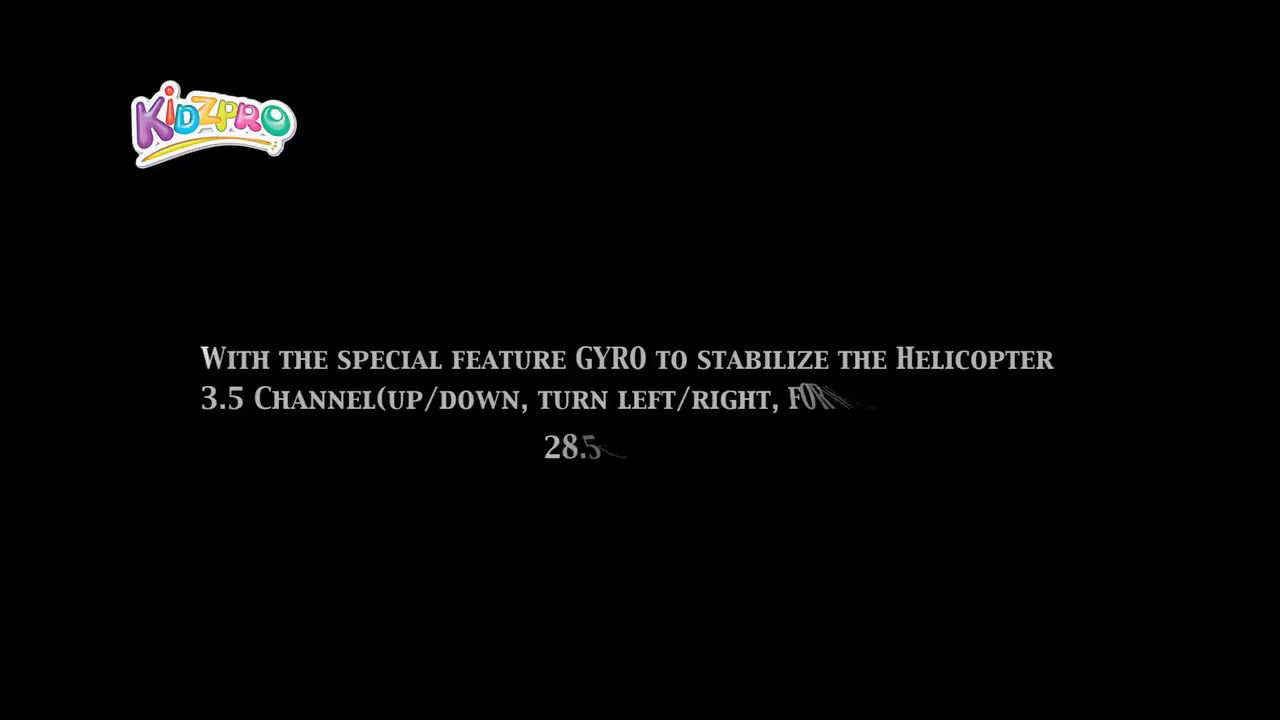 KIDZPRO
With the special feature GYRO to stabilize the Helicopter
3.5 Channel(up/down, turn left/right,
28.5